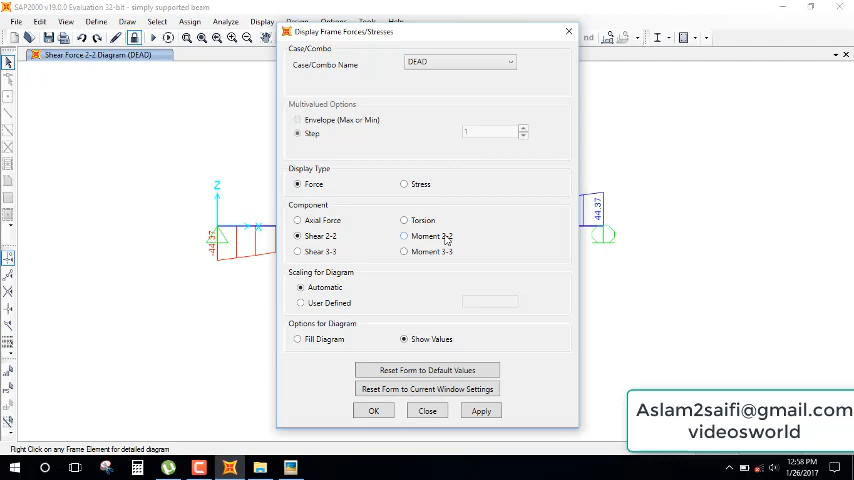 SAP2000 v19.0.0 Evaluation 32-bit - simply supported beam
File Edit View Define Draw Select Assign Analyze Display Design Options Tools Help
nd
Shear Force 2-2 Diagram (DEAD)
Display Frame Forces/Stresses
Case/Combo
Case/Combo Name
DEAD
Multivalued Options
Envelope (Max or Min)
Step
1
Display Type
Force
Stress
Component
Axial Force
Torsion
Shear 2-2
Moment 2-2
Shear 3-3
Moment 3-3
Scaling for Diagram
Automatic
User Defined
Options for Diagram
Fill Diagram
Show Values
Reset Form to Default Values
Reset Form to Current Window Settings
OK
Close
Apply
Z
X
-44.37
44.37
Aslam2saifi@gmail.com
videosworld
Right Click on any Frame Element for detailed diagram
12:58 PM
1/26/2017